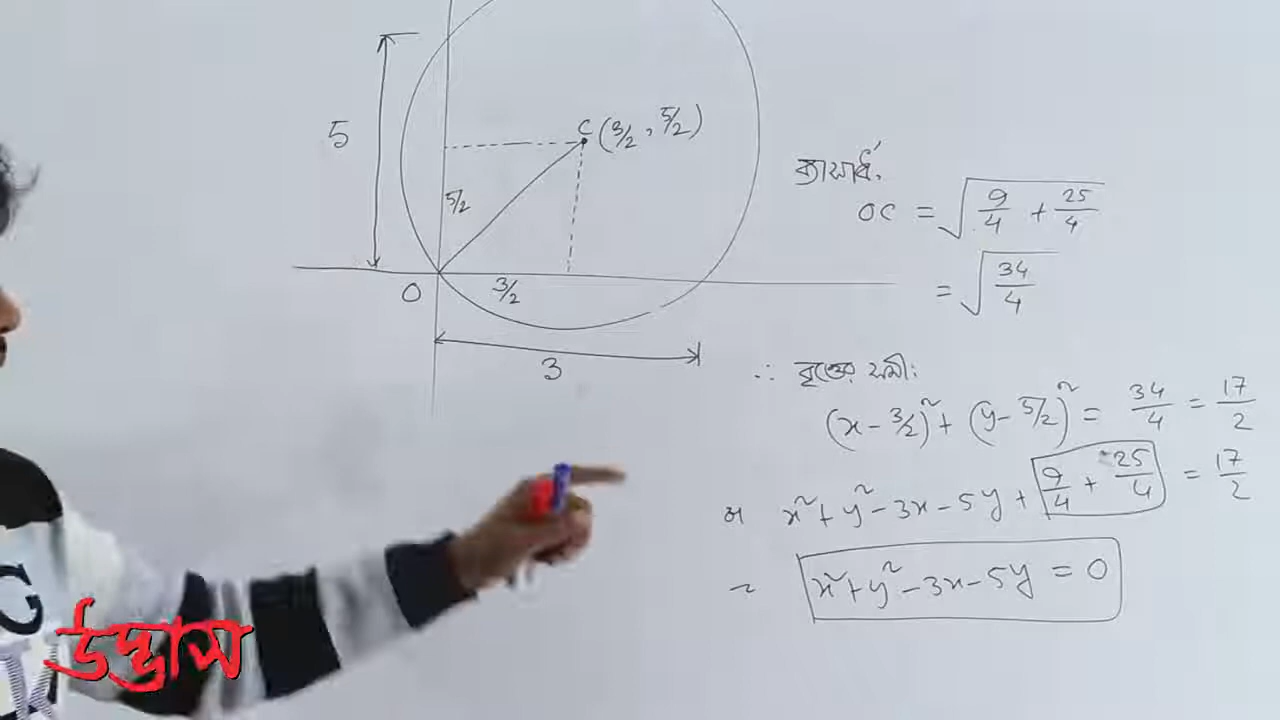 5
C (3/2, 5/2)
5/2
O
3/2
3
ব্যাসার্ধ,
OC = √(9/4 + 25/4)
= √(34/4)
∴ বৃত্তের সমী:
(x - 3/2)² + (y - 5/2)² = 34/4 = 17/2
বা x² + y² - 3x - 5y + 9/4 + 25/4 = 17/2
~ x² + y² - 3x - 5y = 0
উদ্ভাস